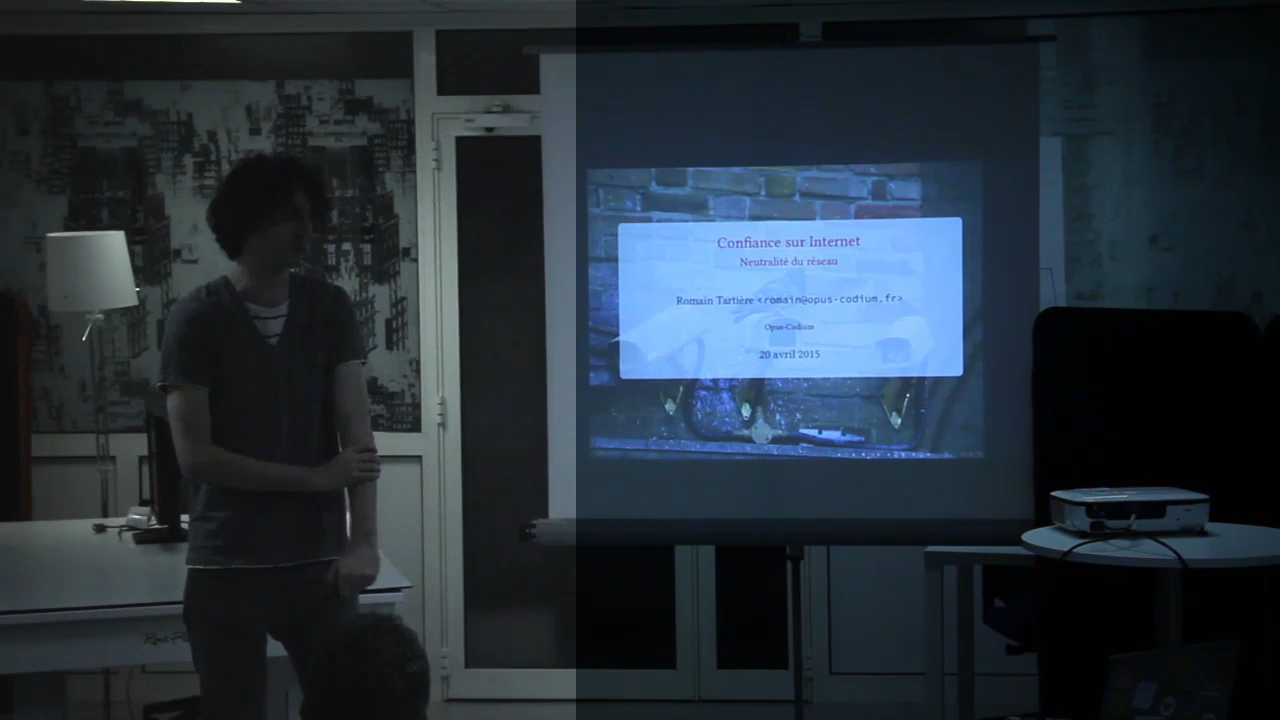 Confiance sur Internet
Neutralité du réseau
Romain Tartière <romain@opus-codium.fr>
Opus-Codium
20 avril 2015